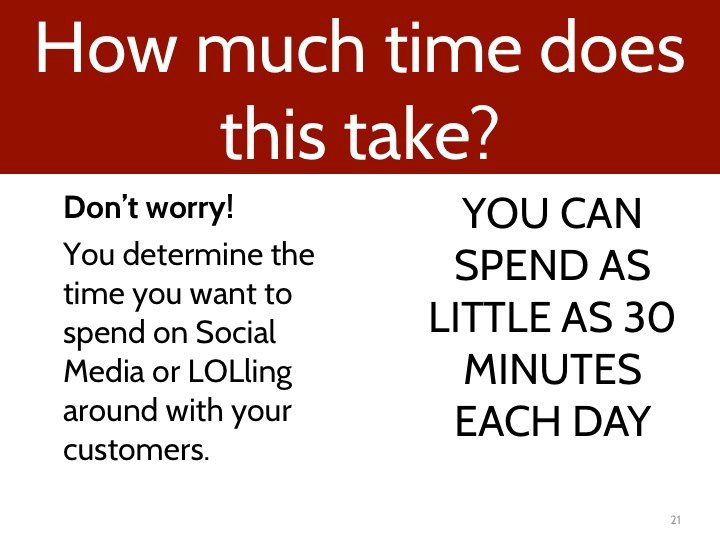 How much time does
this take?
Don't worry!
You determine the
time you want to
spend on Social
Media or LOLling
around with your
customers.
YOU CAN
SPEND AS
LITTLE AS 30
MINUTES
EACH DAY
21